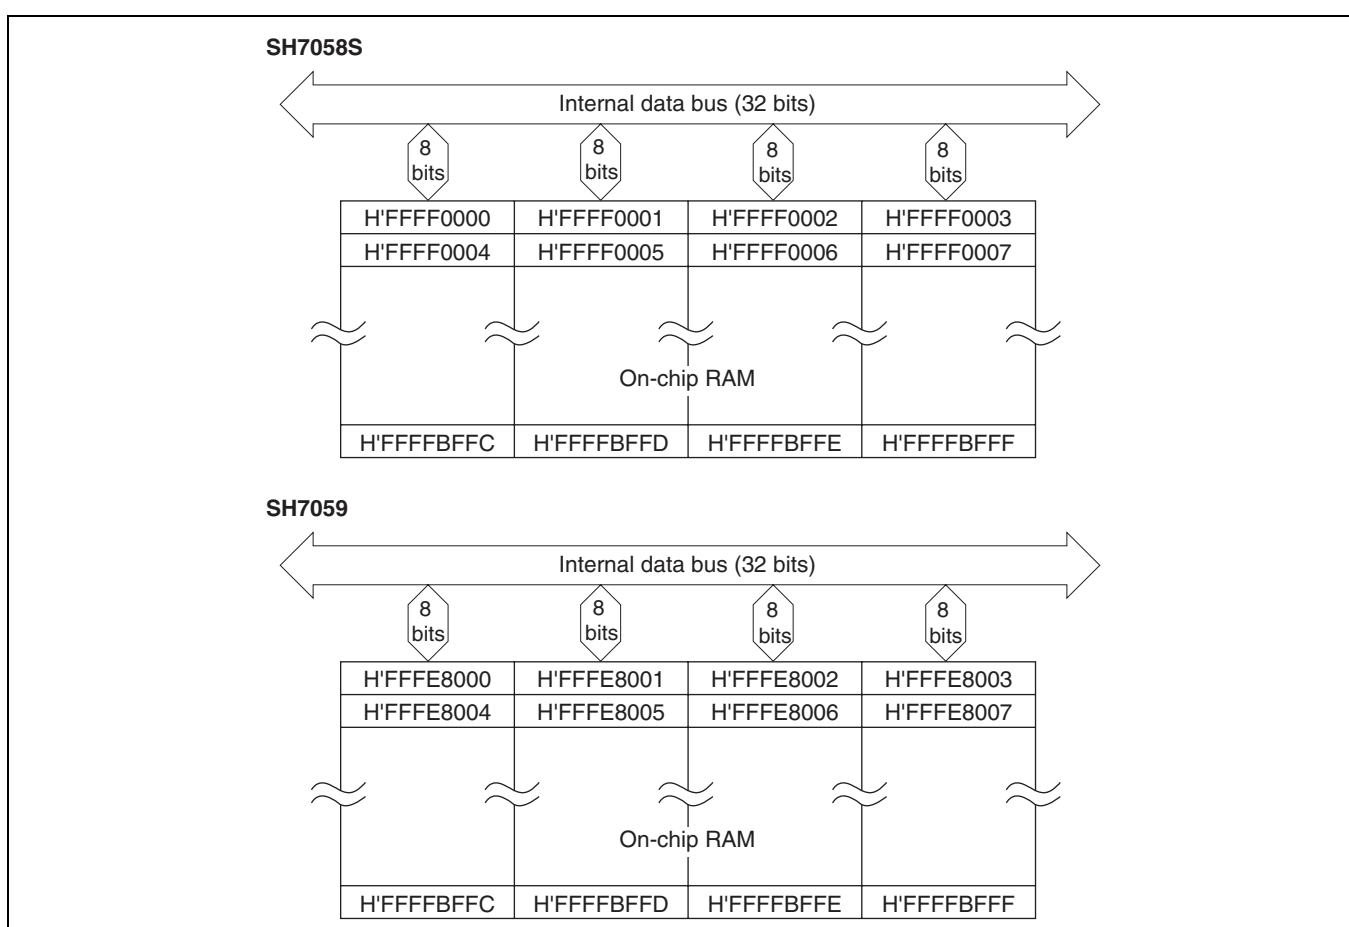 SH7058S
Internal data bus (32 bits)
8 bits 8 bits 8 bits 8 bits
H'FFFF0000 H'FFFF0001 H'FFFF0002 H'FFFF0003
H'FFFF0004 H'FFFF0005 H'FFFF0006 H'FFFF0007
On-chip RAM
H'FFFFBFFC H'FFFFBFFD H'FFFFBFFE H'FFFFBFFF
SH7059
Internal data bus (32 bits)
8 bits 8 bits 8 bits 8 bits
H'FFFE8000 H'FFFE8001 H'FFFE8002 H'FFFE8003
H'FFFE8004 H'FFFE8005 H'FFFE8006 H'FFFE8007
On-chip RAM
H'FFFFBFFC H'FFFFBFFD H'FFFFBFFE H'FFFFBFFF